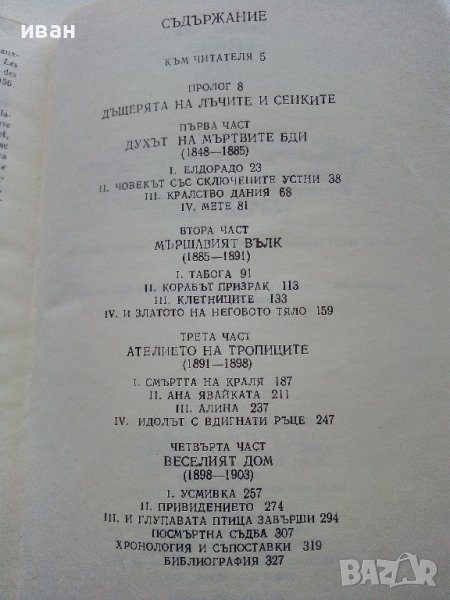 иван
аих-
Les
des
956.
СЪДЪРЖАНИЕ
КЪМ ЧИТАТЕЛЯ 5
ПРОЛОГ 8
ДЪЩЕРЯТА НА ЛЪЧИТЕ И СЕНКИТЕ
ПЪРВА ЧАСТ
ДУХЪТ НА МЪРТВИТЕ БДИ
(1848—1885)
I. ЕЛДОРАДО 23
II. ЧОВЕКЪТ СЪС СКЛЮЧЕНИТЕ УСТНИ 38
III. КРАЛСТВО ДАНИЯ 68
IV. МЕТЕ 81
ВТОРА ЧАСТ
МЪРШАВИЯТ ВЪЛК
(1885—1891)
I. ТАБОГА 91
II. КОРАБЪТ ПРИЗРАК 113
III. КЛЕТНИЦИТЕ 133
IV. И ЗЛАТОТО НА НЕГОВОТО ТЯЛО 159
ТРЕТА ЧАСТ
АТЕЛИЕТО НА ТРОПИЦИТЕ
(1891—1898)
I. СМЪРТТА НА КРАЛЯ 187
II. АНА ЯВАЙКАТА 211
III. АЛИНА 237
IV. ИДОЛЪТ С ВДИГНАТИ РЪЦЕ 247
ЧЕТВЪРТА ЧАСТ
ВЕСЕЛИЯТ ДОМ
(1898—1903)
I. УСМИВКА 257
II. ПРИВИДЕНИЕТО 274
III. И ГЛУПАВАТА ПТИЦА ЗАВЪРШИ 294
ПОСМЪРТНА СЪДБА 307
ХРОНОЛОГИЯ И СЪПОСТАВКИ 319
БИБЛИОГРАФИЯ 327
BAZAR